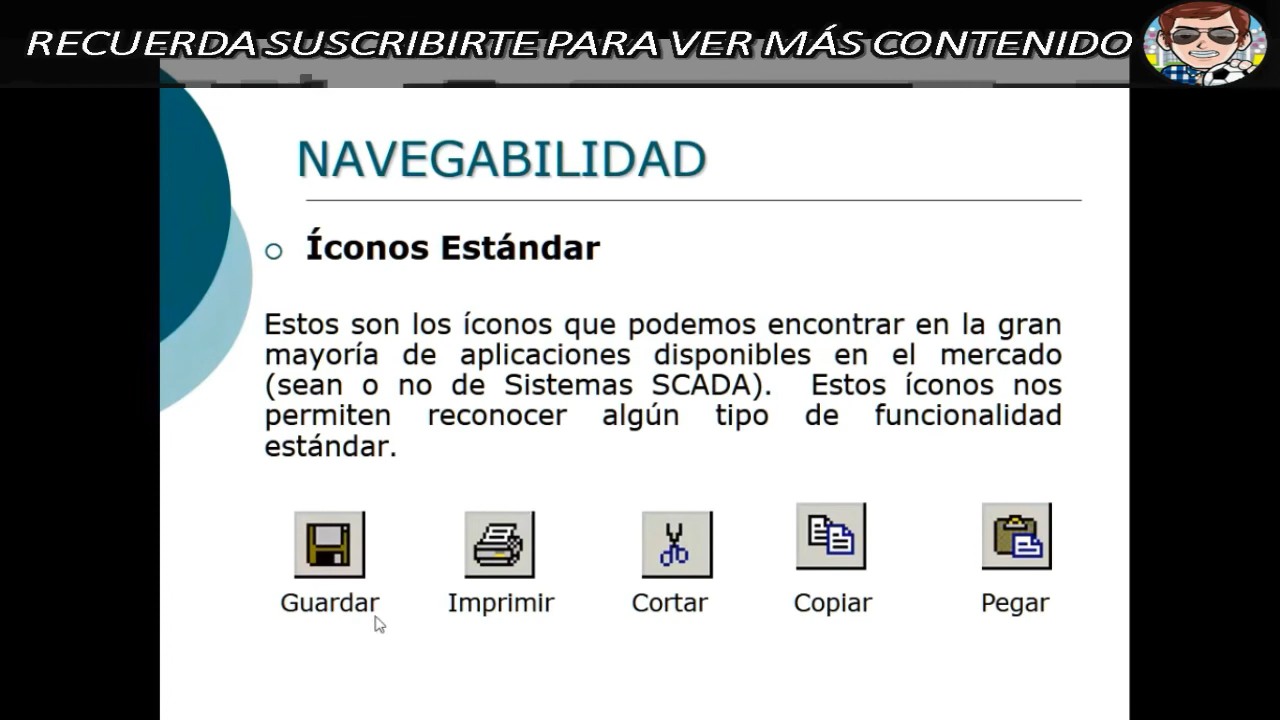 RECUERDA SUSCRIBIRTE PARA VER MÁS CONTENIDO
NAVEGABILIDAD
Íconos Estándar
Estos son los íconos que podemos encontrar en la gran
mayoría de aplicaciones disponibles en el mercado
(sean o no de Sistemas SCADA). Estos íconos nos
permiten reconocer algún tipo de funcionalidad
estándar.
Guardar Imprimir Cortar Copiar Pegar